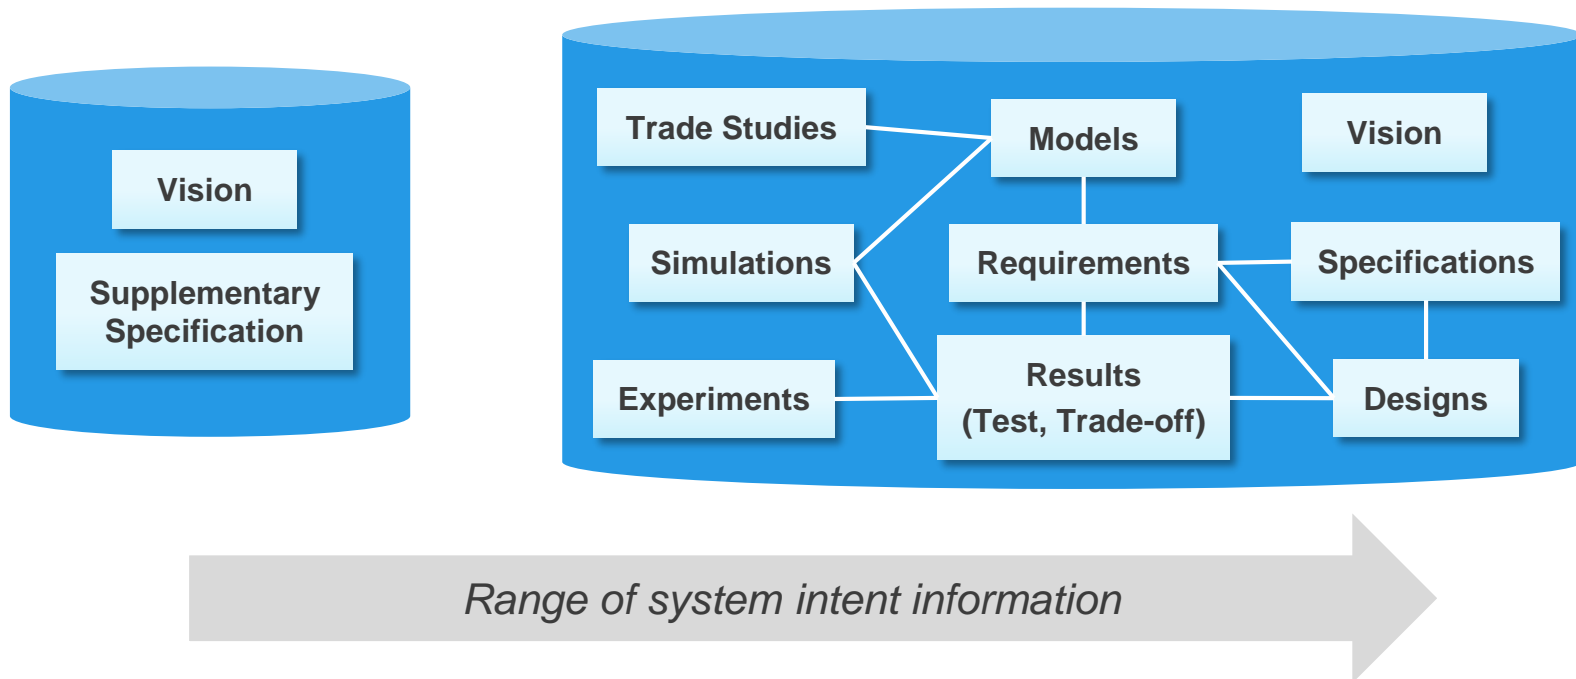 Vision
Supplementary
Specification
Trade Studies
Models
Vision
Simulations
Requirements
Specifications
Experiments
Results
(Test, Trade-off)
Designs
Range of system intent information